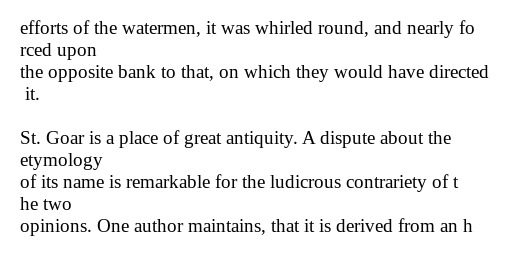 efforts of the watermen, it was whirled round, and nearly fo
rced upon
the opposite bank to that, on which they would have directed
 it.

St. Goar is a place of great antiquity. A dispute about the
etymology
of its name is remarkable for the ludicrous contrariety of t
he two
opinions. One author maintains, that it is derived from an h